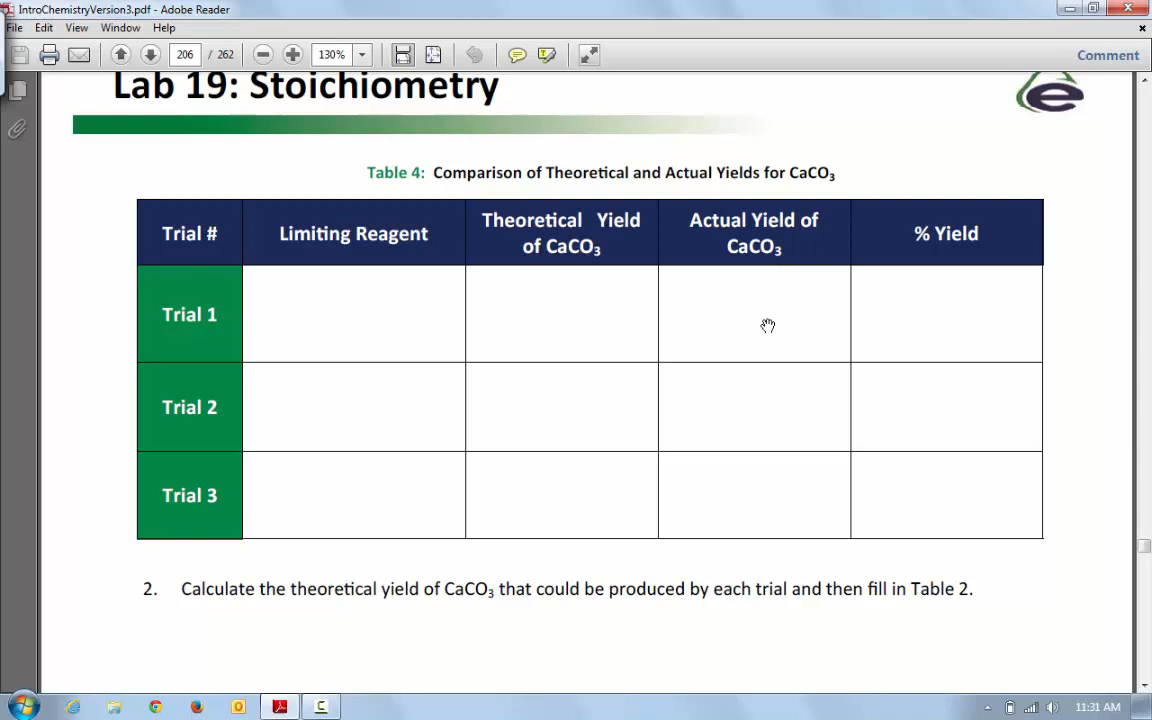 IntroChemistryVersion3.pdf - Adobe Reader
File Edit View Window Help
206 / 262 130% Comment
Lab 19: Stoichiometry
e
Table 4: Comparison of Theoretical and Actual Yields for CaCO₃
Trial # Limiting Reagent Theoretical Yield of CaCO₃ Actual Yield of CaCO₃ % Yield
Trial 1
Trial 2
Trial 3
2. Calculate the theoretical yield of CaCO₃ that could be produced by each trial and then fill in Table 2.
11:31 AM